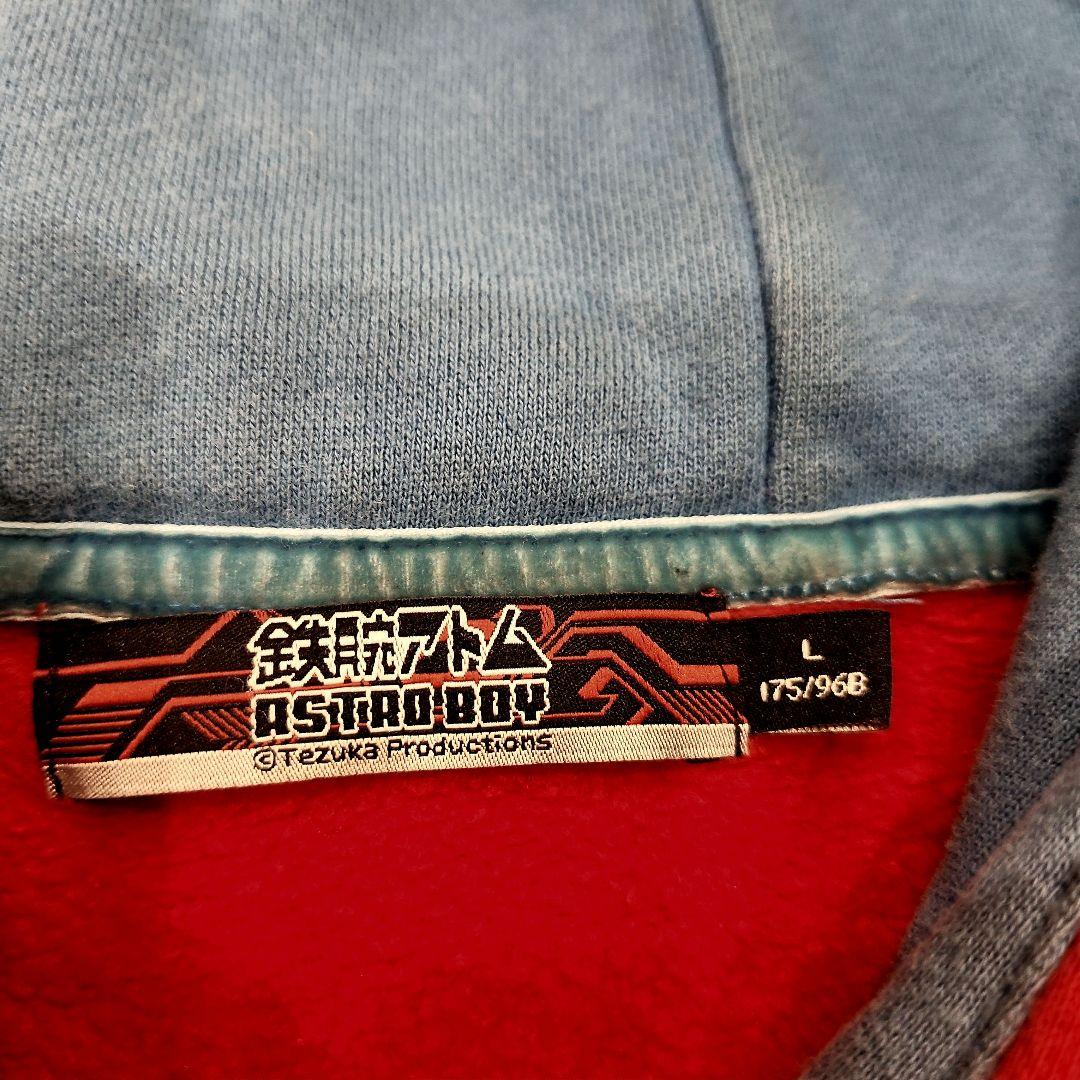 鉄腕アトム
ASTRO・BOY
©Tezuka Productions
L
175/96B